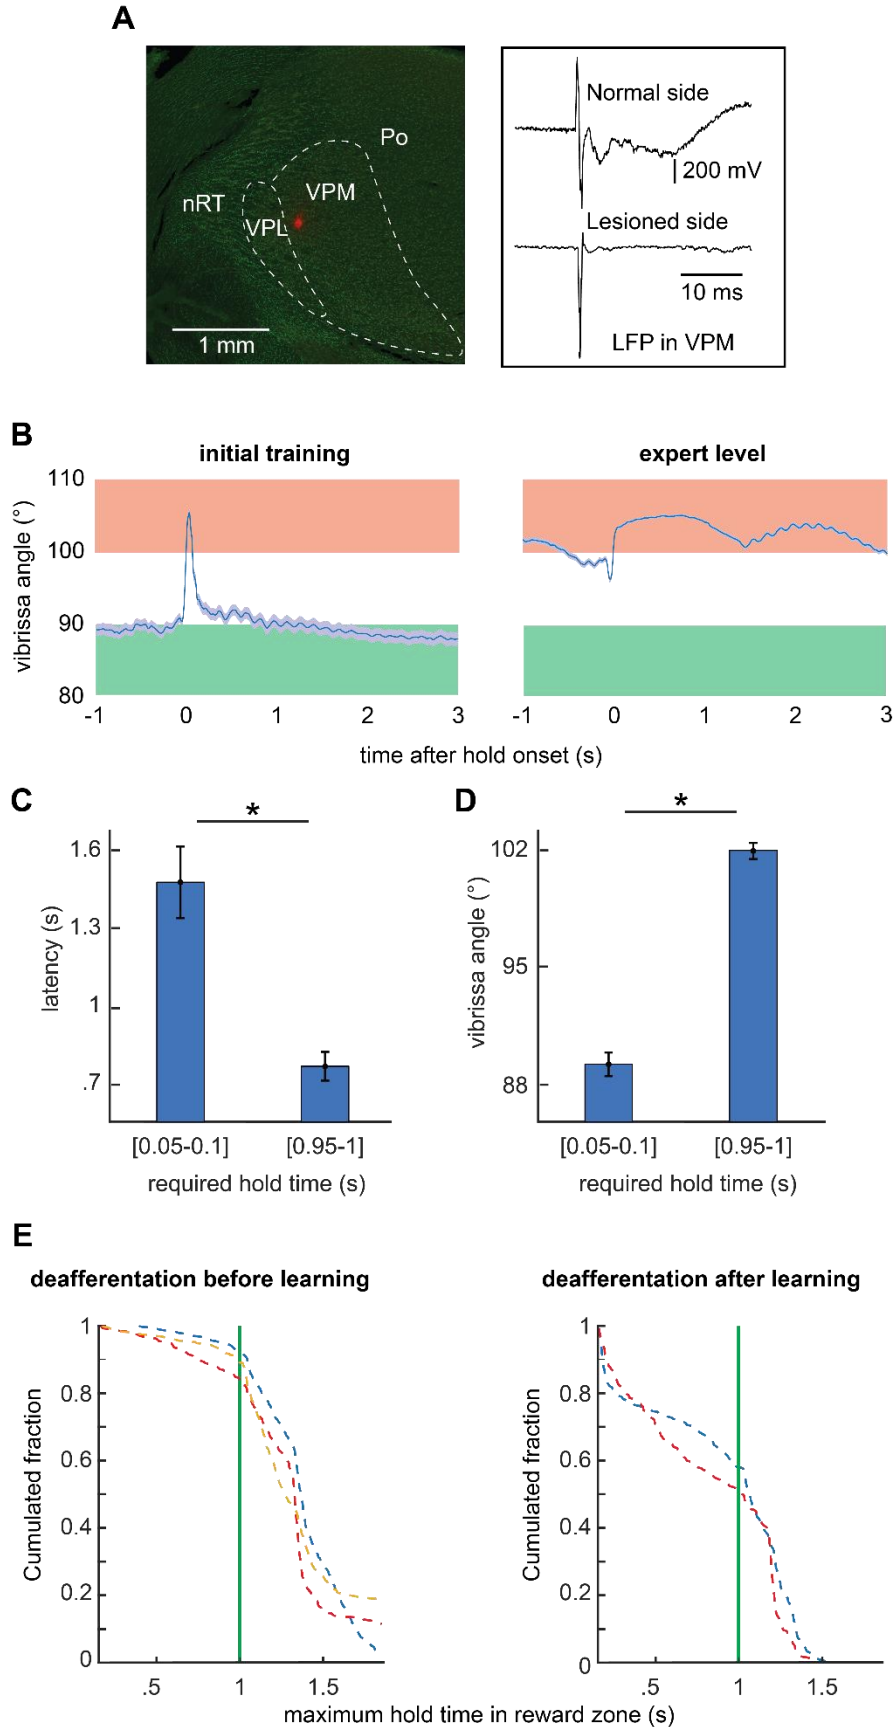 A
nRT
VPL
VPM
Po
1 mm
Normal side
200 mV
Lesioned side
10 ms
LFP in VPM
B
initial training
expert level
vibrissa angle (°)
110
100
90
80
-1 0 1 2 3
-1 0 1 2 3
time after hold onset (s)
C
*
latency (s)
1.6
1.3
1
.7
[0.05-0.1] [0.95-1]
required hold time (s)
D
*
vibrissa angle (°)
102
95
88
[0.05-0.1] [0.95-1]
required hold time (s)
E
deafferentation before learning
deafferentation after learning
Cumulated fraction
1
0.8
0.6
0.4
0.2
0
.5 1 1.5
Cumulated fraction
1
0.8
0.6
0.4
0.2
0
.5 1 1.5
maximum hold time in reward zone (s)